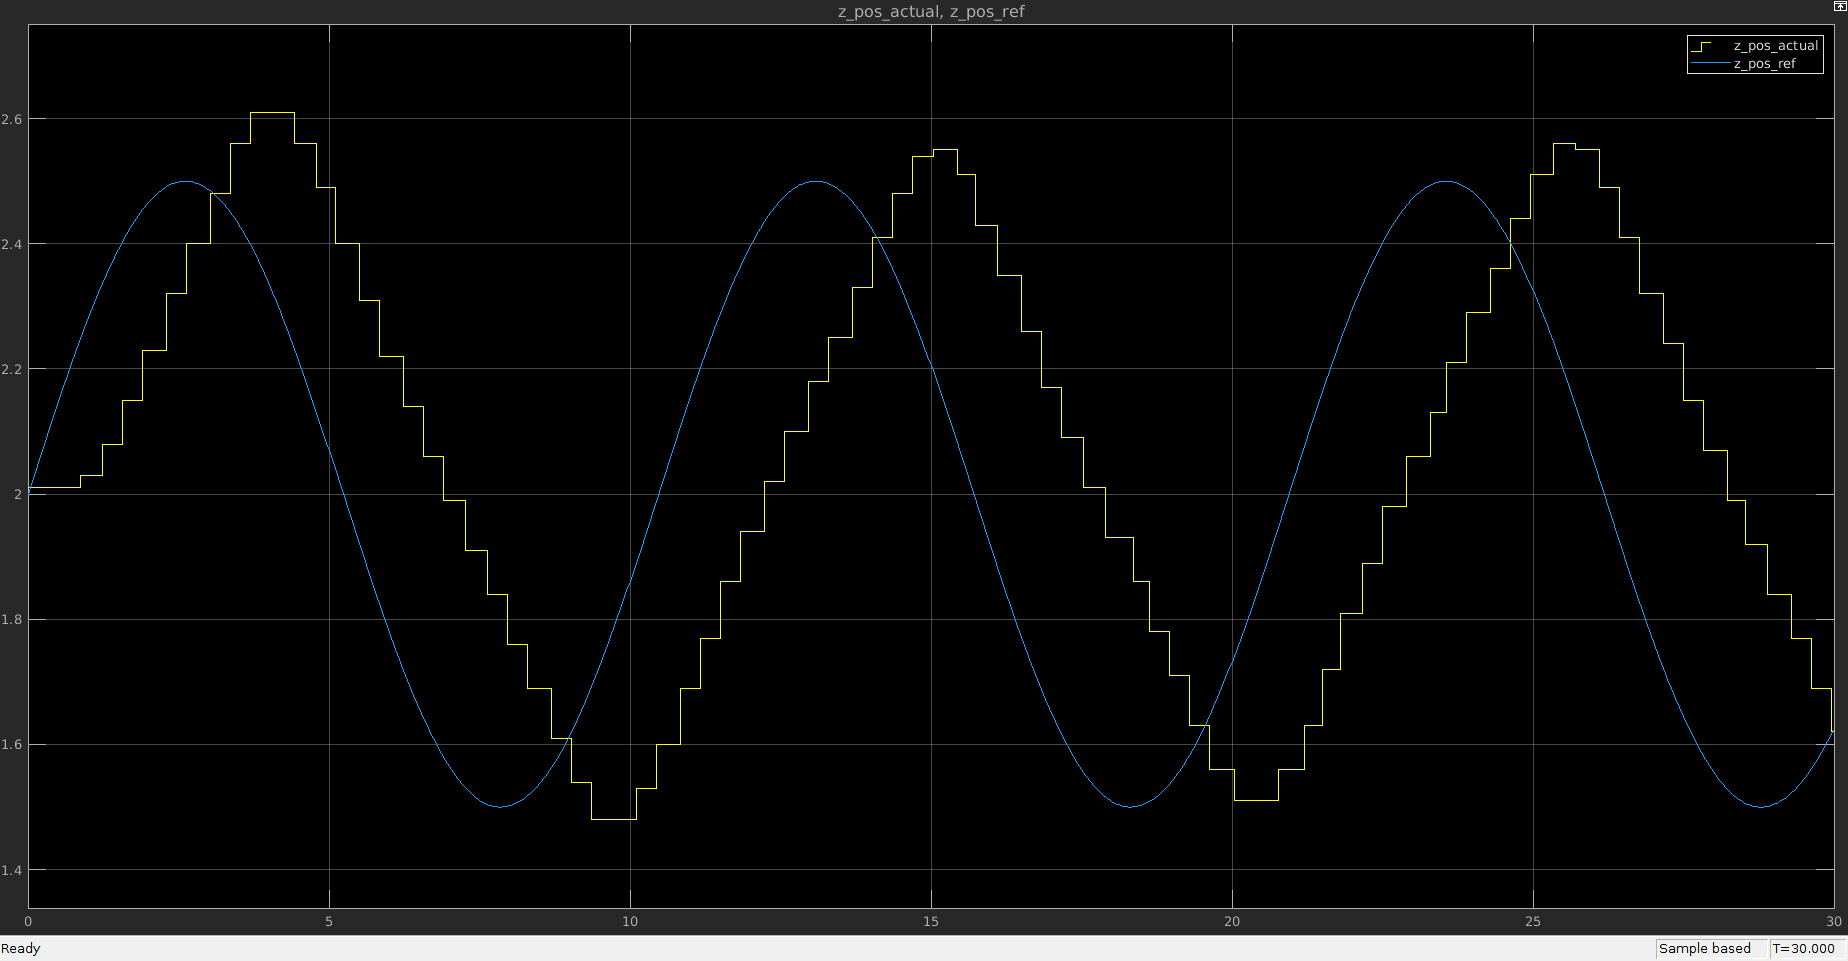 z_pos_actual, z_pos_ref
z_pos_actual
z_pos_ref
2.6
2.4
2.2
2
1.8
1.6
1.4
0 5 10 15 20 25 30
Ready Sample based T=30.000